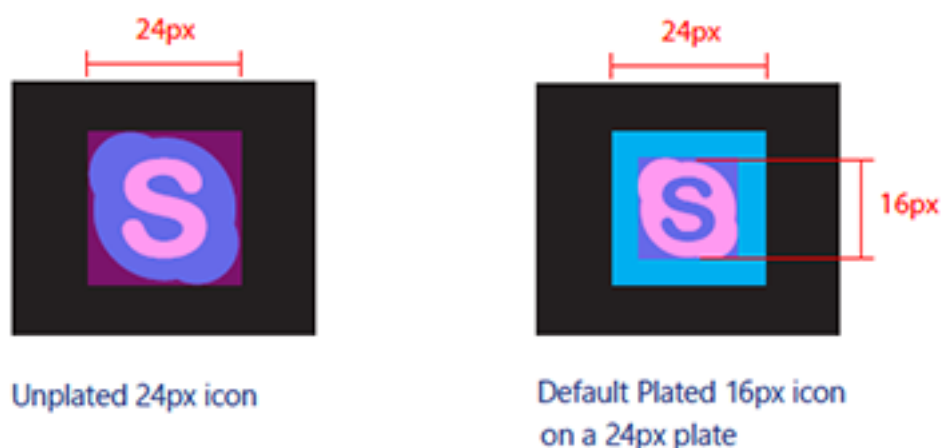 24px
24px
S
S
16px
Unplated 24px icon
Default Plated 16px icon
on a 24px plate